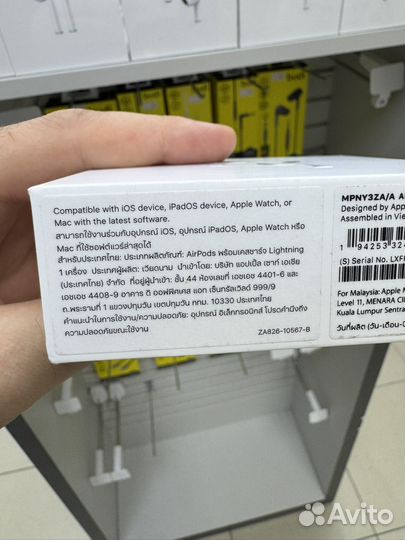 Compatible with iOS device, iPadOS device, Apple Watch, or
Mac with the latest software.
สามารถใช้งานร่วมกับอุปกรณ์ iOS, อุปกรณ์ iPadOS, Apple Watch หรือ
Mac ที่ใช้ซอฟต์แวร์ล่าสุดได้
สำหรับประเทศไทย: ประเภทผลิตภัณฑ์: AirPods พร้อมเคสชาร์จ Lightning
1 เครื่อง ประเทศผู้ผลิต: เวียดนาม นำเข้าโดย: บริษัท แอปเปิ้ล เซาท์ เอเชีย
(ประเทศไทย) จำกัด ที่อยู่ผู้นำเข้า: ชั้น 44 ห้องเลขที่ เอชเอช 4401-6 และ
เอชเอช 4408-9 อาคาร ดิ ออฟฟิศเศส แอท เซ็นทรัลเวิลด์ 999/9
ถ.พระรามที่ 1 แขวงปทุมวัน เขตปทุมวัน กทม. 10330 ประเทศไทย
คำแนะนำในการใช้งาน/ความปลอดภัย: อุปกรณ์ อิเล็กทรอนิกส์ โปรดคำนึงถึง
ความปลอดภัยขณะใช้งาน
ZA826-10567-B
MPNY3ZA/A
Designed by
Assembled in
1 94253 32
(S) Serial No.
For Malaysia: Apple
Level 11, MENARA
Kuala Lumpur
วันที่ผลิต (วัน-เดือน-
Avito